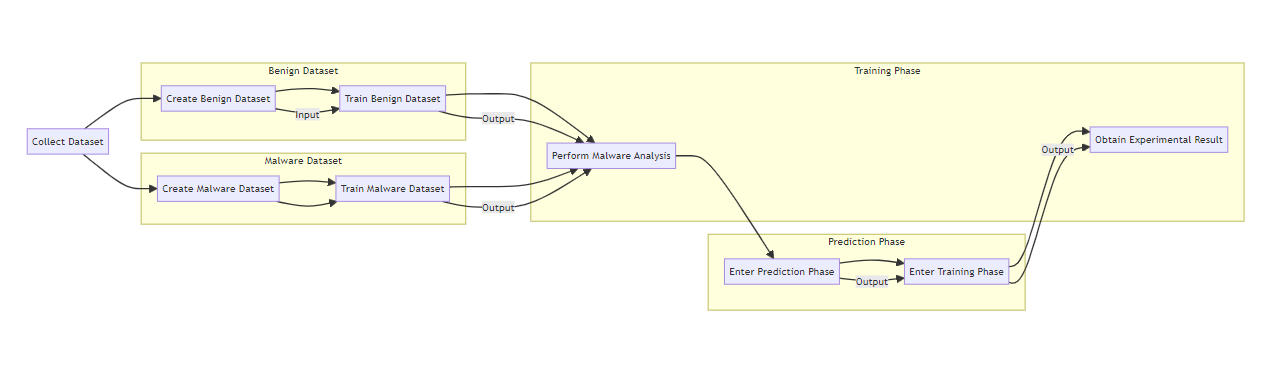 Collect Dataset
Benign Dataset
Create Benign Dataset
Input
Train Benign Dataset
Output
Malware Dataset
Create Malware Dataset
Train Malware Dataset
Output
Training Phase
Perform Malware Analysis
Output
Obtain Experimental Result
Prediction Phase
Enter Prediction Phase
Output
Enter Training Phase